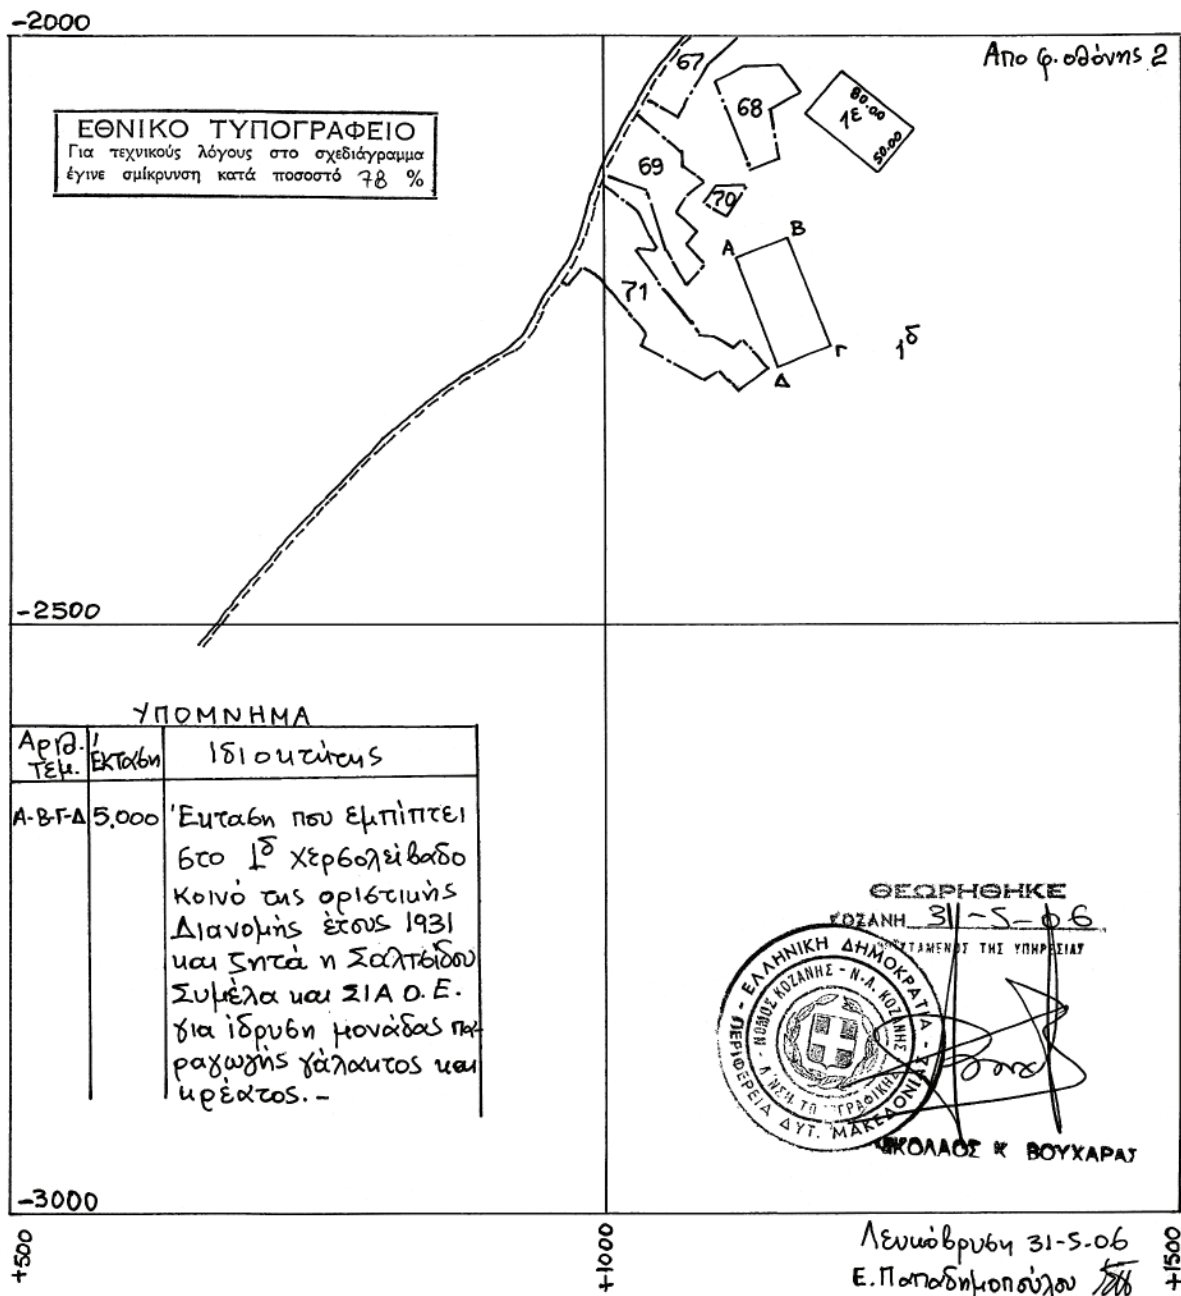 -2000
Απο φ. οθόνης 2
ΕΘΝΙΚΟ ΤΥΠΟΓΡΑΦΕΙΟ
Για τεχνικούς λόγους στο σχεδιάγραμμα
έγινε σμίκρυνση κατά ποσοστό 78 %
67
68
80.00
1ε
50.00
69
70
Α
Β
71
Γ
1δ
Δ
-2500
ΥΠΟΜΝΗΜΑ
Αριθ. τεμ.
Έκταση
Ιδιοκτήτης
Α-Β-Γ-Δ
5.000
Έκταση που εμπίπτει
στο 1δ χερσολείβαδο
κοινό της οριστικής
Διανομής έτους 1931
και ζητά η Σαλτσίδου
Συμέλα και ΣΙΑ Ο.Ε.
για ίδρυση μονάδας πα-
ραγωγής γάλακτος και
κρέατος.-
ΘΕΩΡΗΘΗΚΕ
ΚΟΖΑΝΗ 31-5-06
ΤΗΣ ΥΠΗΡΕΣΙΑΣ
ΕΛΛΗΝΙΚΗ ΔΗΜΟΚΡΑΤΙΑ
ΠΕΡΙΦΕΡΕΙΑ ΔΥΤ. ΜΑΚΕΔΟΝΙΑΣ
ΝΟΜΟΣ ΚΟΖΑΝΗΣ - Ν.Α. ΚΟΖΑΝΗΣ
ΝΙΚΟΛΑΟΣ Κ ΒΟΥΧΑΡΑΣ
-3000
+500
+1000
+1500
Λευκόβρυση 31-5-06
Ε. Παπαδημοπούλου